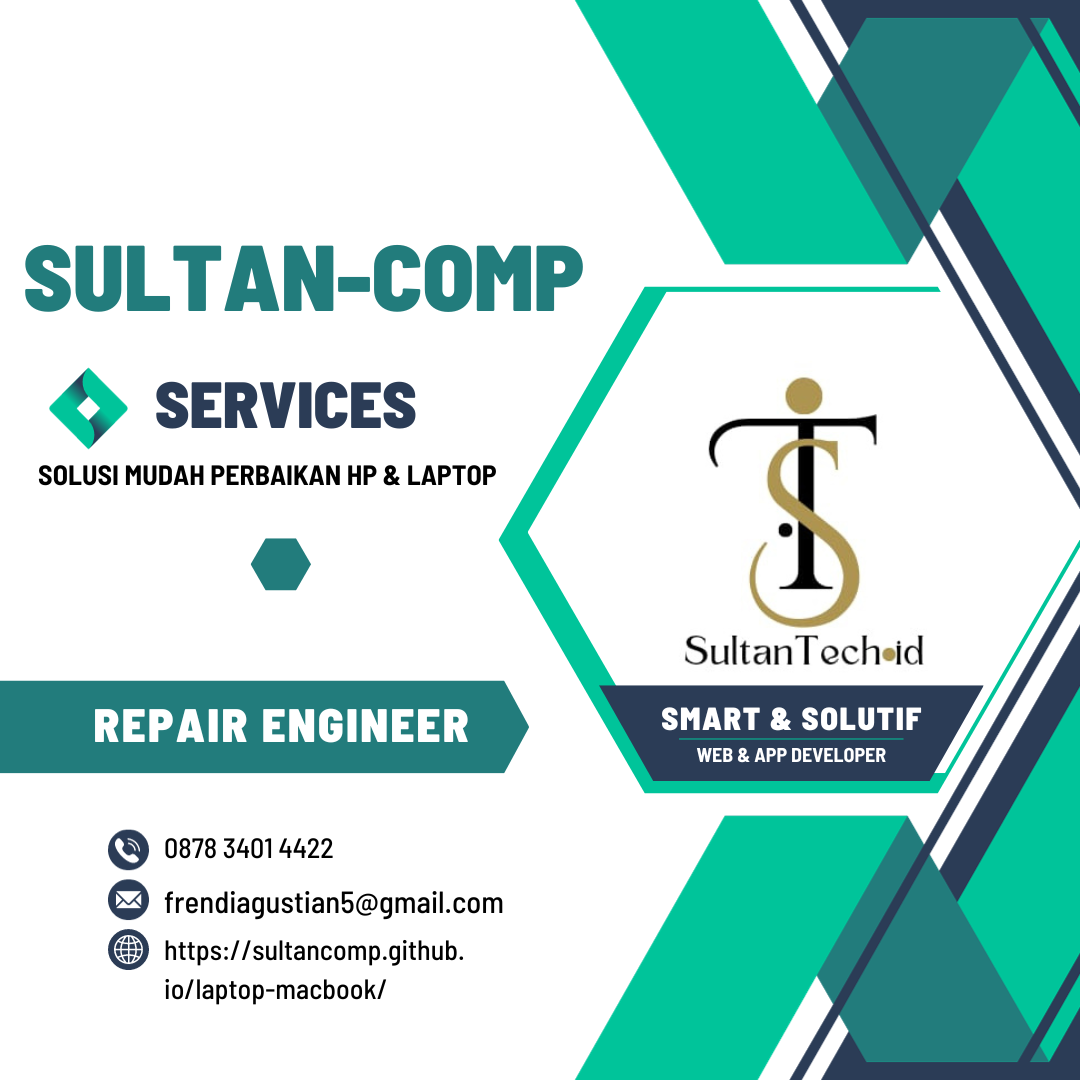 SULTAN-COMP
SERVICES
SOLUSI MUDAH PERBAIKAN HP & LAPTOP
SultanTech.id
SMART & SOLUTIF
WEB & APP DEVELOPER
REPAIR ENGINEER
0878 3401 4422
frendiagustian5@gmail.com
https://sultancomp.github.
io/laptop-macbook/